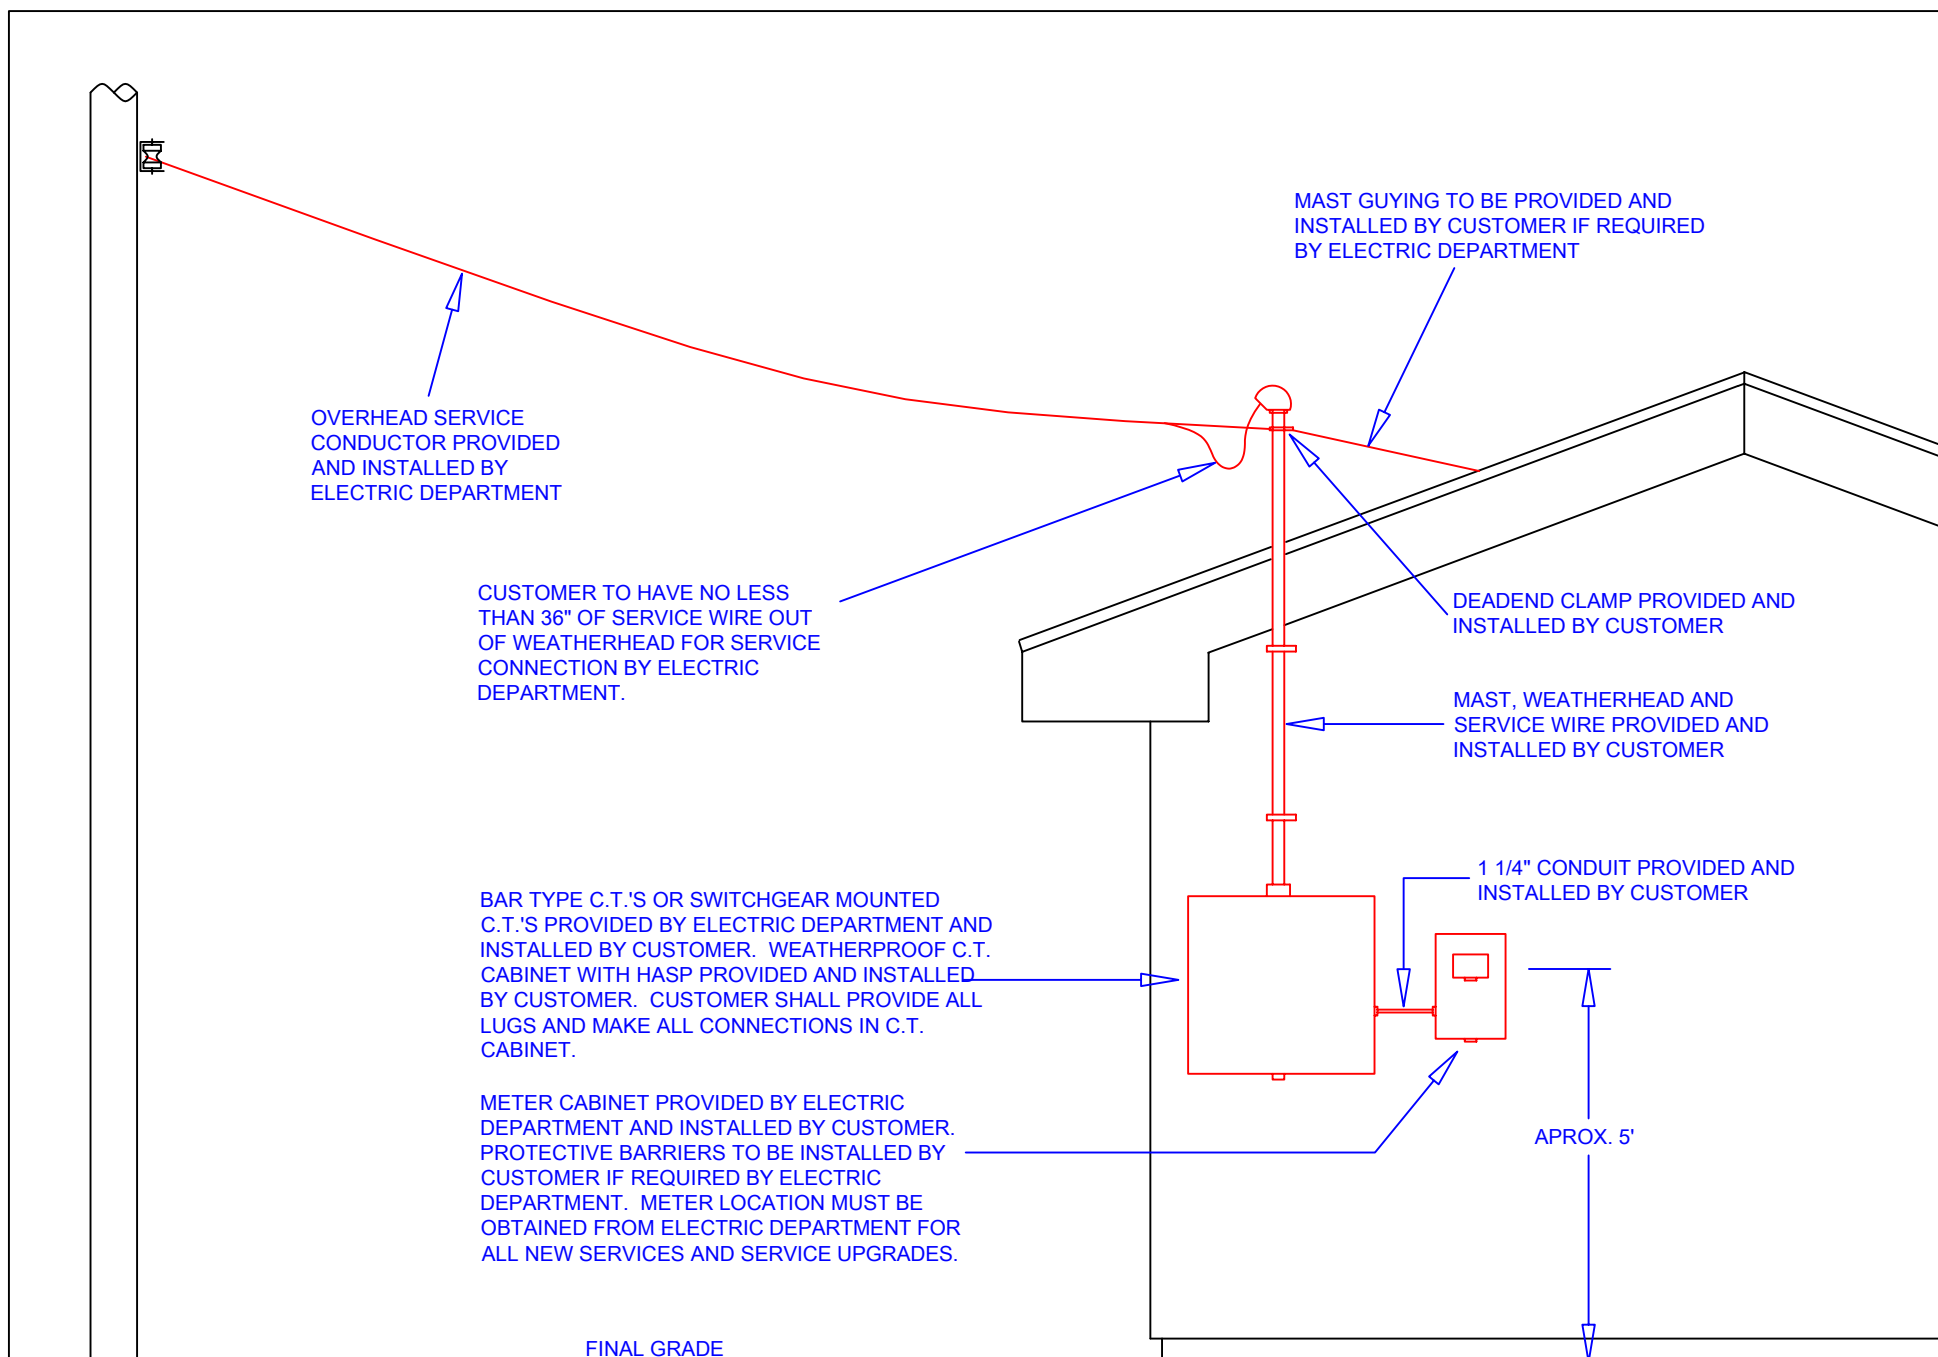 MAST GUYING TO BE PROVIDED AND
INSTALLED BY CUSTOMER IF REQUIRED
BY ELECTRIC DEPARTMENT
OVERHEAD SERVICE
CONDUCTOR PROVIDED
AND INSTALLED BY
ELECTRIC DEPARTMENT
CUSTOMER TO HAVE NO LESS
THAN 36" OF SERVICE WIRE OUT
OF WEATHERHEAD FOR SERVICE
CONNECTION BY ELECTRIC
DEPARTMENT.
DEADEND CLAMP PROVIDED AND
INSTALLED BY CUSTOMER
MAST, WEATHERHEAD AND
SERVICE WIRE PROVIDED AND
INSTALLED BY CUSTOMER
1 1/4" CONDUIT PROVIDED AND
INSTALLED BY CUSTOMER
BAR TYPE C.T.'S OR SWITCHGEAR MOUNTED
C.T.'S PROVIDED BY ELECTRIC DEPARTMENT AND
INSTALLED BY CUSTOMER.  WEATHERPROOF C.T.
CABINET WITH HASP PROVIDED AND INSTALLED
BY CUSTOMER.  CUSTOMER SHALL PROVIDE ALL
LUGS AND MAKE ALL CONNECTIONS IN C.T.
CABINET.
METER CABINET PROVIDED BY ELECTRIC
DEPARTMENT AND INSTALLED BY CUSTOMER.
PROTECTIVE BARRIERS TO BE INSTALLED BY
CUSTOMER IF REQUIRED BY ELECTRIC
DEPARTMENT.  METER LOCATION MUST BE
OBTAINED FROM ELECTRIC DEPARTMENT FOR
ALL NEW SERVICES AND SERVICE UPGRADES.
APROX. 5'
FINAL GRADE